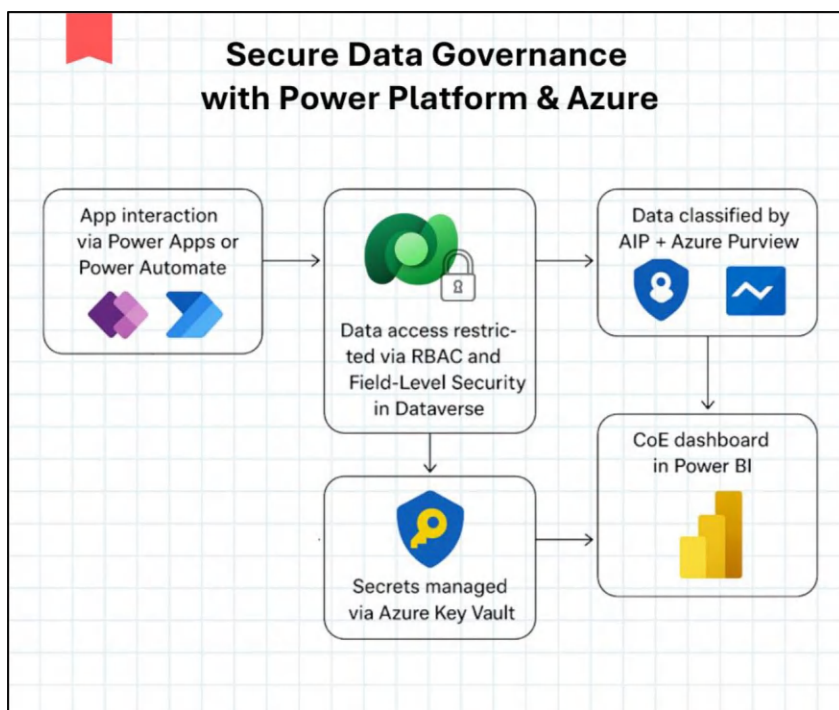 Secure Data Governance
with Power Platform & Azure
App interaction
via Power Apps or
Power Automate
Data access restric-
ted via RBAC and
Field-Level Security
in Dataverse
Data classified by
AIP + Azure Purview
Secrets managed
via Azure Key Vault
CoE dashboard
in Power BI